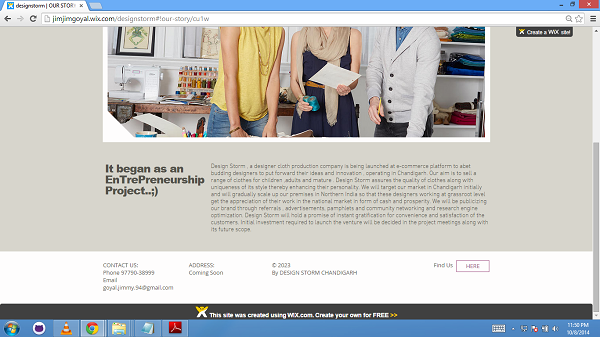 designstorm | OUR STORY
jimjimgoyal.wix.com/designstorm#!our-story/cu1w
Create a WiX site!
It began as an
EnTrePreneurship
Project..;)
Design Storm , a designer cloth production company is being launched at e-commerce platform to abet
budding designers to put forward their ideas and innovation , operating in Chandigarh. Our aim is to sell a
range of clothes for children ,adults and mature . Design Storm assures the quality of clothes along with
uniqueness of its style thereby enhancing their personality. We will target our market in Chandigarh initially
and will gradually scale up our premises in Northern India so that these designers working at grassroot level
get the appreciation of their work in the national market in form of cash and prosperity. We will be publicizing
our brand through referrals , advertisements, pamphlets and community networking and research engine
optimization. Design Storm will hold a promise of instant gratification for convenience and satisfaction of the
customers. Initial investment required to launch the venture will be decided in the project meetings along with
its future scope.
CONTACT US:
Phone 97790-38999
Email
goyal.jimmy.94@gmail.com
ADDRESS:
Coming Soon
© 2023
By DESIGN STORM CHANDIGARH
Find Us
HERE
This site was created using WIX.com. Create your own for FREE >>
11:50 PM
10/8/2014